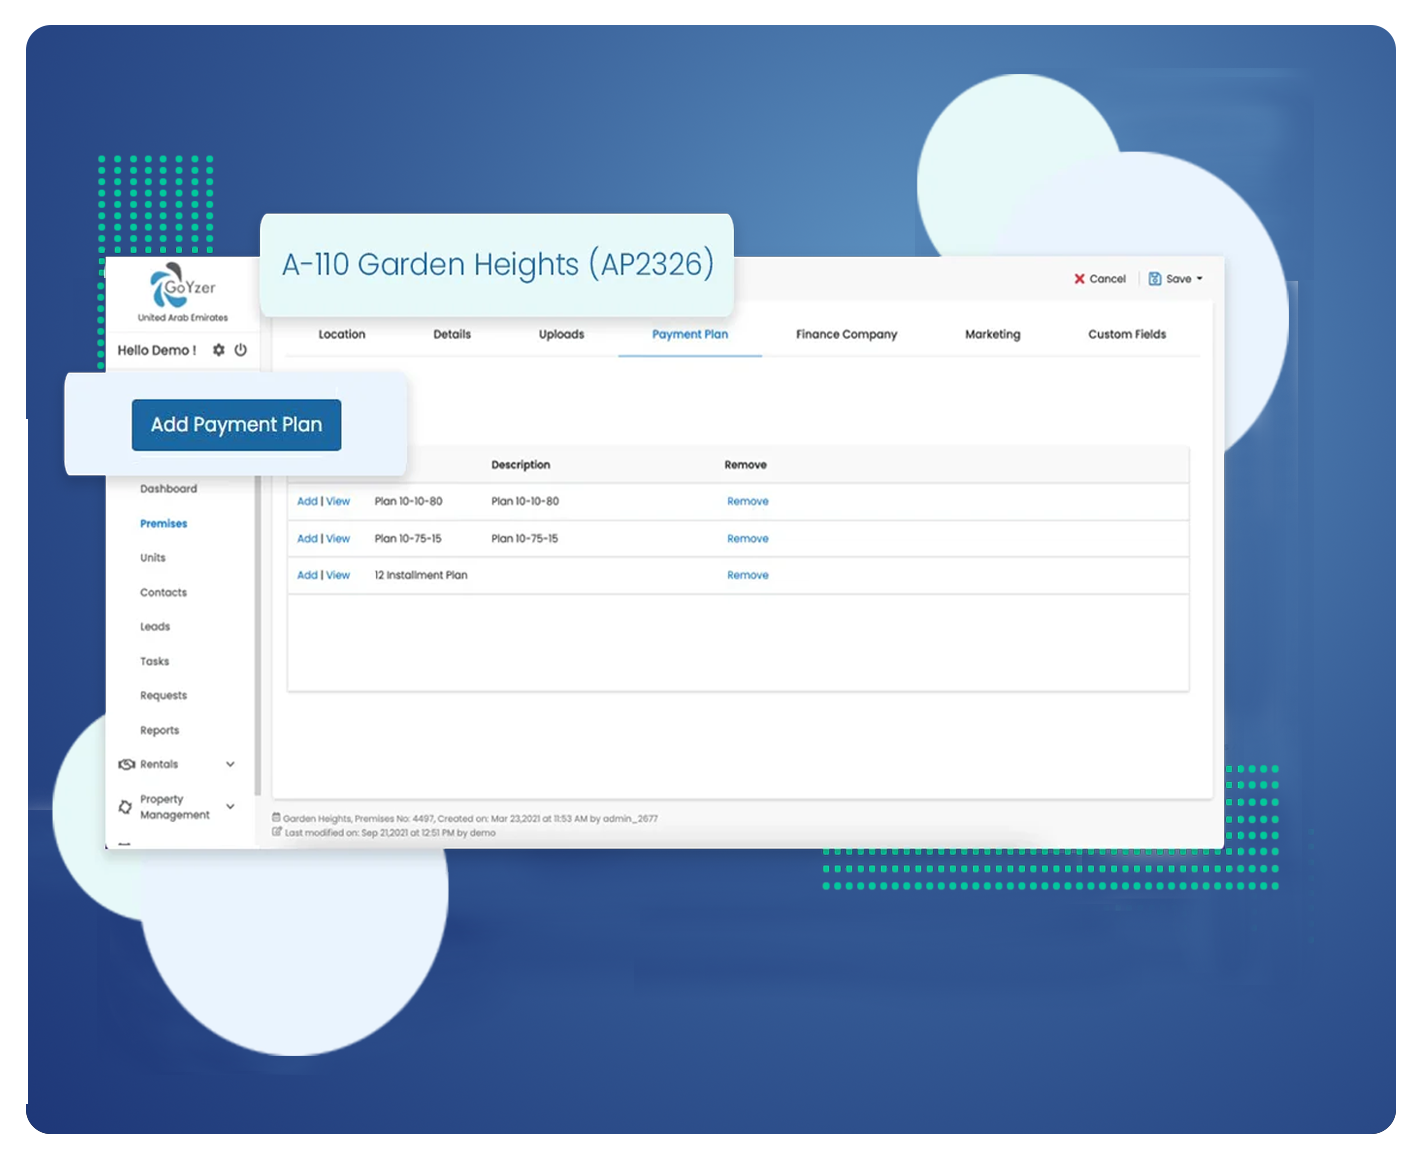 A-110 Garden Heights (AP2326)
GoYzer
United Arab Emirates
Cancel
Save
Hello Demo !
Location Details Uploads Payment Plan Finance Company Marketing Custom Fields
Add Payment Plan
Description Remove
Add | View Plan 10-10-80 Plan 10-10-80 Remove
Add | View Plan 10-75-15 Plan 10-75-15 Remove
Add | View 12 Installment Plan Remove
Dashboard
Premises
Units
Contacts
Leads
Tasks
Requests
Reports
Rentals
Property
Management
Garden Heights, Premises No: 4497, Created on: Mar 23,2021 at 11:53 AM by admin_2677
Last modified on: Sep 21,2021 at 12:51 PM by demo